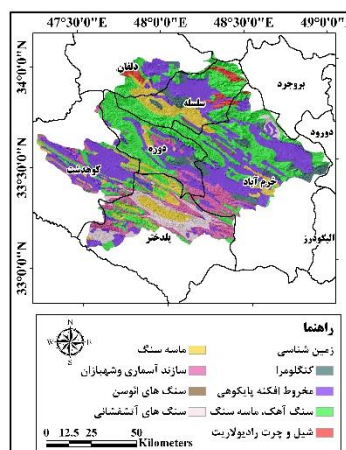 47°30'0"E 48°0'0"E 48°30'0"E 49°0'0"E
34°0'0"N
33°30'0"N
33°0'0"N
دلفان
بروجرد
سلسله
دورود
دوره
کوهدشت
خرم آباد
الیگودرز
پلدختر
راهنما
زمین شناسی
کنگلومرا
مخروط افکنه پایکوهی
سنگ آهک، ماسه سنگ
شیل و چرت رادیولاریت
ماسه سنگ
سازند آسماری وشهبازان
سنگ های ائوسن
سنگ های آتشفشانی
N
W E
S
0 12.5 25 50
Kilometers